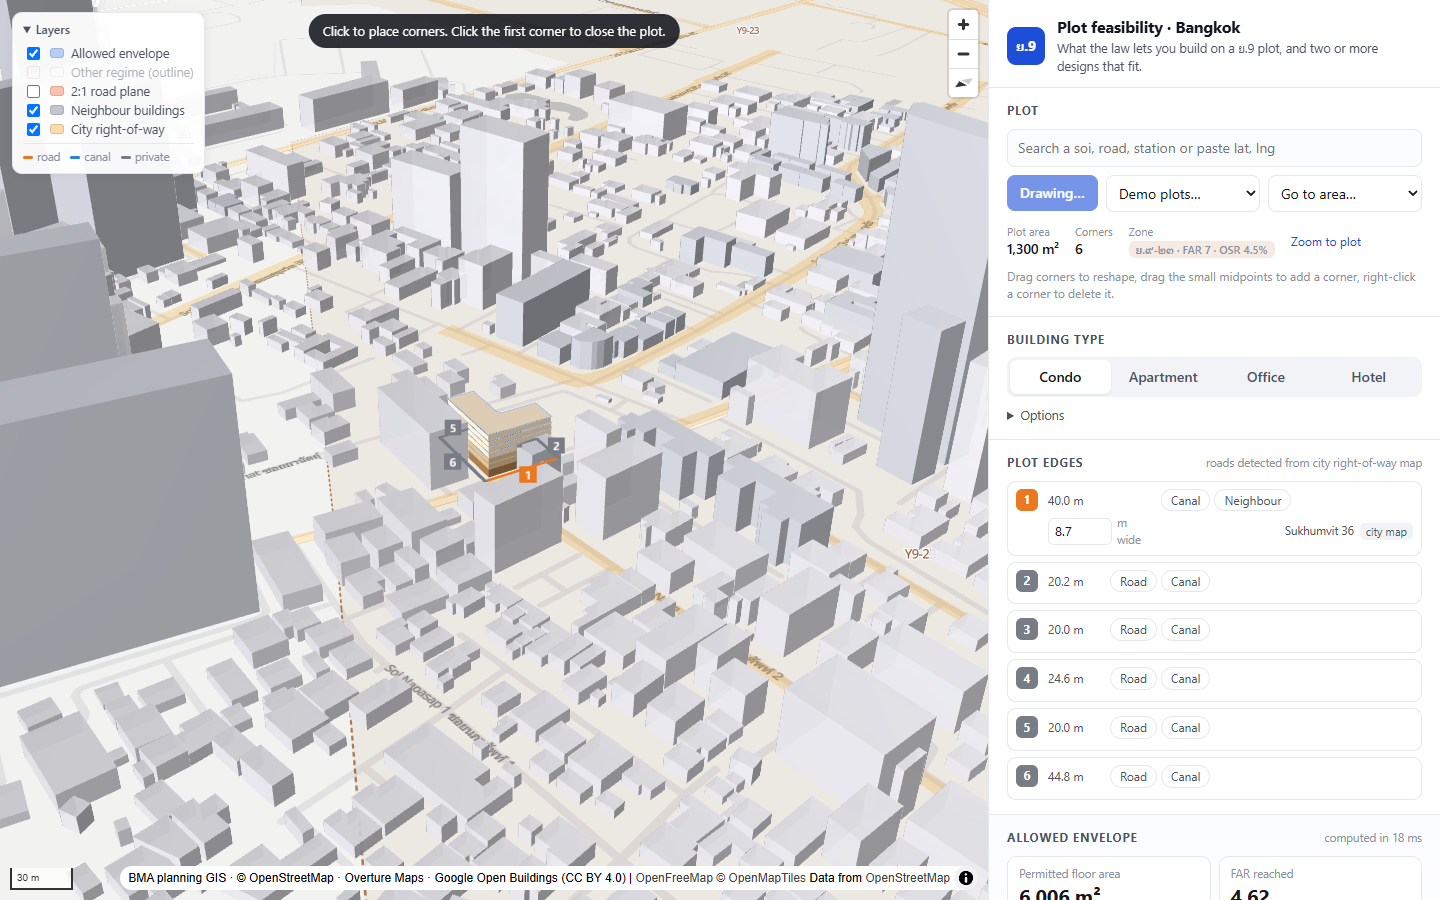 Layers
Allowed envelope
Other regime (outline)
2:1 road plane
Neighbour buildings
City right-of-way
road canal private
Click to place corners. Click the first corner to close the plot.
Y9-23
5
6
2
1
Y9-2
Soi Napasap 1
30 m
BMA planning GIS · © OpenStreetMap · Overture Maps · Google Open Buildings (CC BY 4.0) | OpenFreeMap © OpenMapTiles Data from OpenStreetMap
ย.9
Plot feasibility · Bangkok
What the law lets you build on a ย.9 plot, and two or more
designs that fit.
PLOT
Search a soi, road, station or paste lat, lng
Drawing...
Demo plots...
Go to area...
Plot area Corners Zone
1,300 m² 6 ย.๙-๒๓ · FAR 7 · OSR 4.5% Zoom to plot
Drag corners to reshape, drag the small midpoints to add a corner, right-click
a corner to delete it.
BUILDING TYPE
Condo Apartment Office Hotel
Options
PLOT EDGES roads detected from city right-of-way map
1 40.0 m Canal Neighbour
8.7 m wide Sukhumvit 36 city map
2 20.2 m Road Canal
3 20.0 m Road Canal
4 24.6 m Road Canal
5 20.0 m Road Canal
6 44.8 m Road Canal
ALLOWED ENVELOPE computed in 18 ms
Permitted floor area FAR reached
6,006 m² 4.62